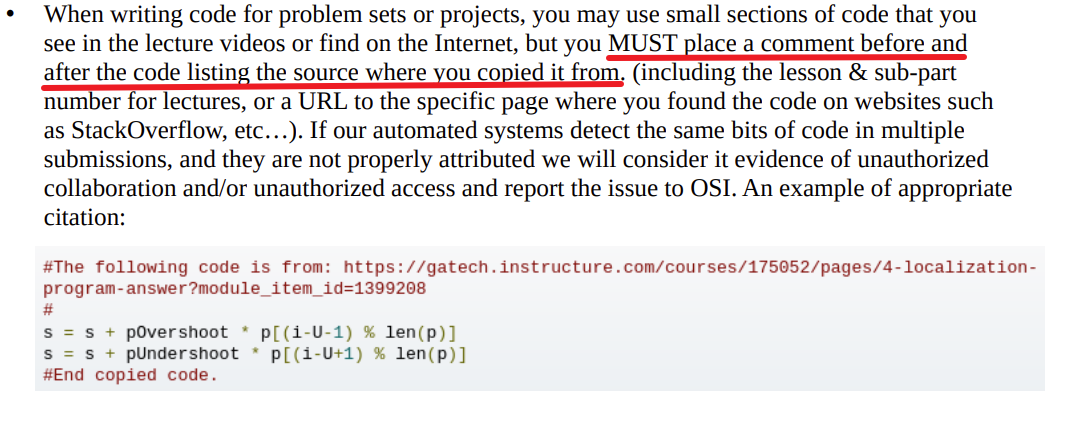 • When writing code for problem sets or projects, you may use small sections of code that you
see in the lecture videos or find on the Internet, but you MUST place a comment before and
after the code listing the source where you copied it from. (including the lesson & sub-part
number for lectures, or a URL to the specific page where you found the code on websites such
as StackOverflow, etc…). If our automated systems detect the same bits of code in multiple
submissions, and they are not properly attributed we will consider it evidence of unauthorized
collaboration and/or unauthorized access and report the issue to OSI. An example of appropriate
citation:
#The following code is from: https://gatech.instructure.com/courses/175052/pages/4-localization-
program-answer?module_item_id=1399208
#
s = s + pOvershoot * p[(i-U-1) % len(p)]
s = s + pUndershoot * p[(i-U+1) % len(p)]
#End copied code.